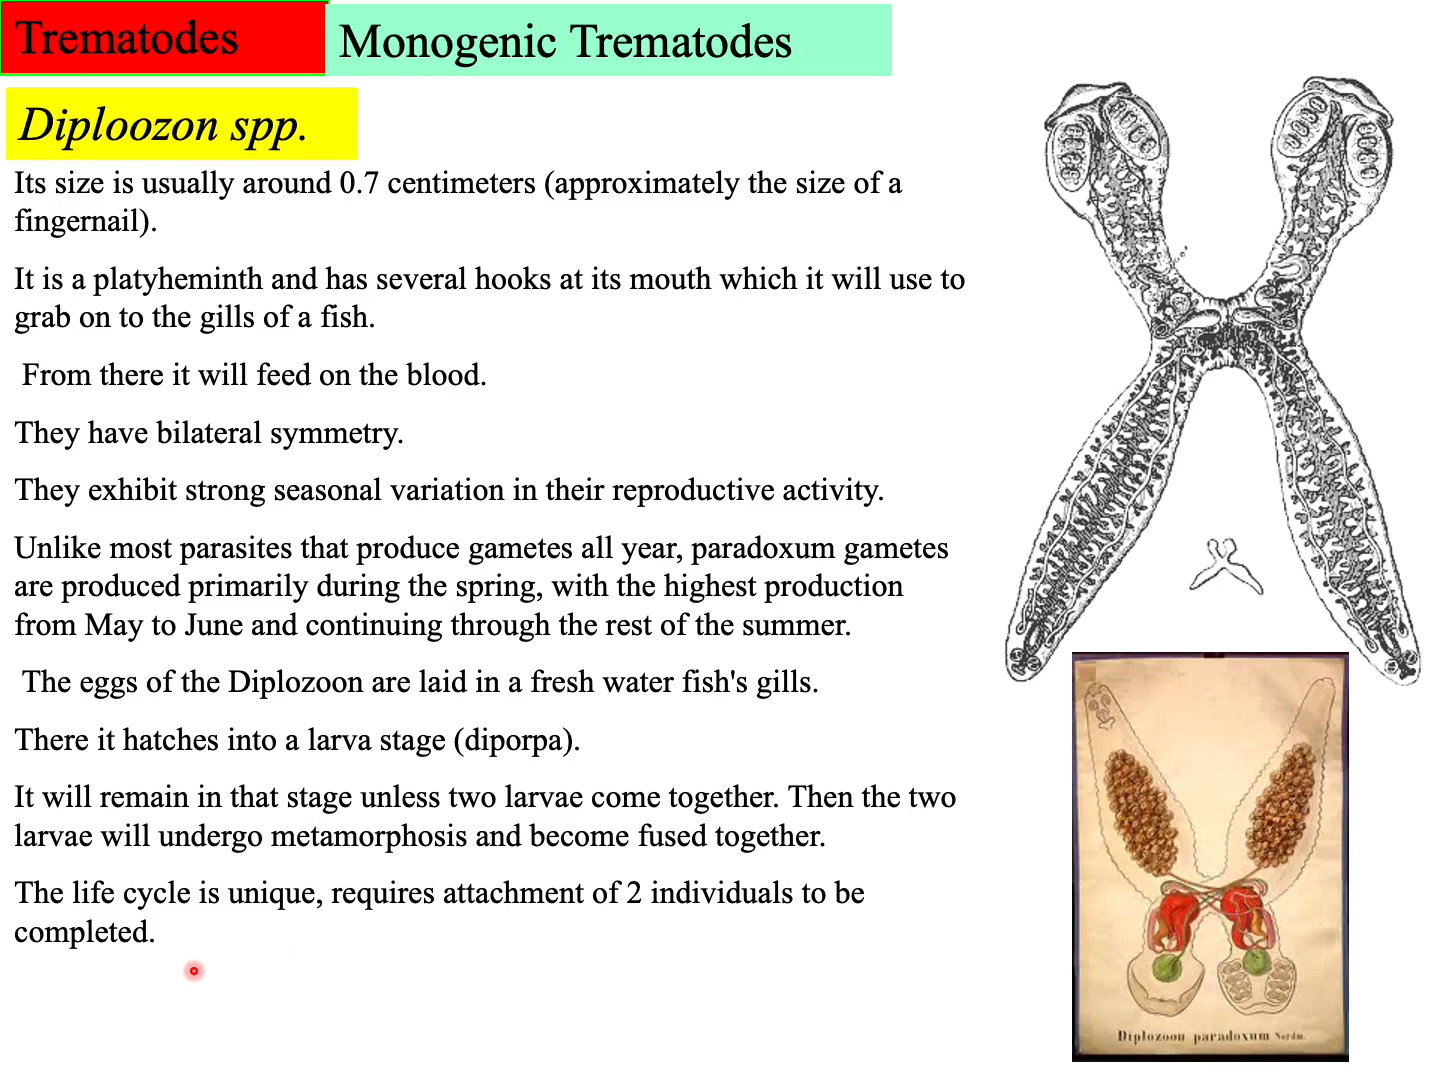 Trematodes
Monogenic Trematodes
Diploozon spp.
Its size is usually around 0.7 centimeters (approximately the size of a
fingernail).
It is a platyheminth and has several hooks at its mouth which it will use to
grab on to the gills of a fish.
From there it will feed on the blood.
They have bilateral symmetry.
They exhibit strong seasonal variation in their reproductive activity.
Unlike most parasites that produce gametes all year, paradoxum gametes
are produced primarily during the spring, with the highest production
from May to June and continuing through the rest of the summer.
The eggs of the Diplozoon are laid in a fresh water fish's gills.
There it hatches into a larva stage (diporpa).
It will remain in that stage unless two larvae come together. Then the two
larvae will undergo metamorphosis and become fused together.
The life cycle is unique, requires attachment of 2 individuals to be
completed.
Diplozoon paradoxum Nordm.